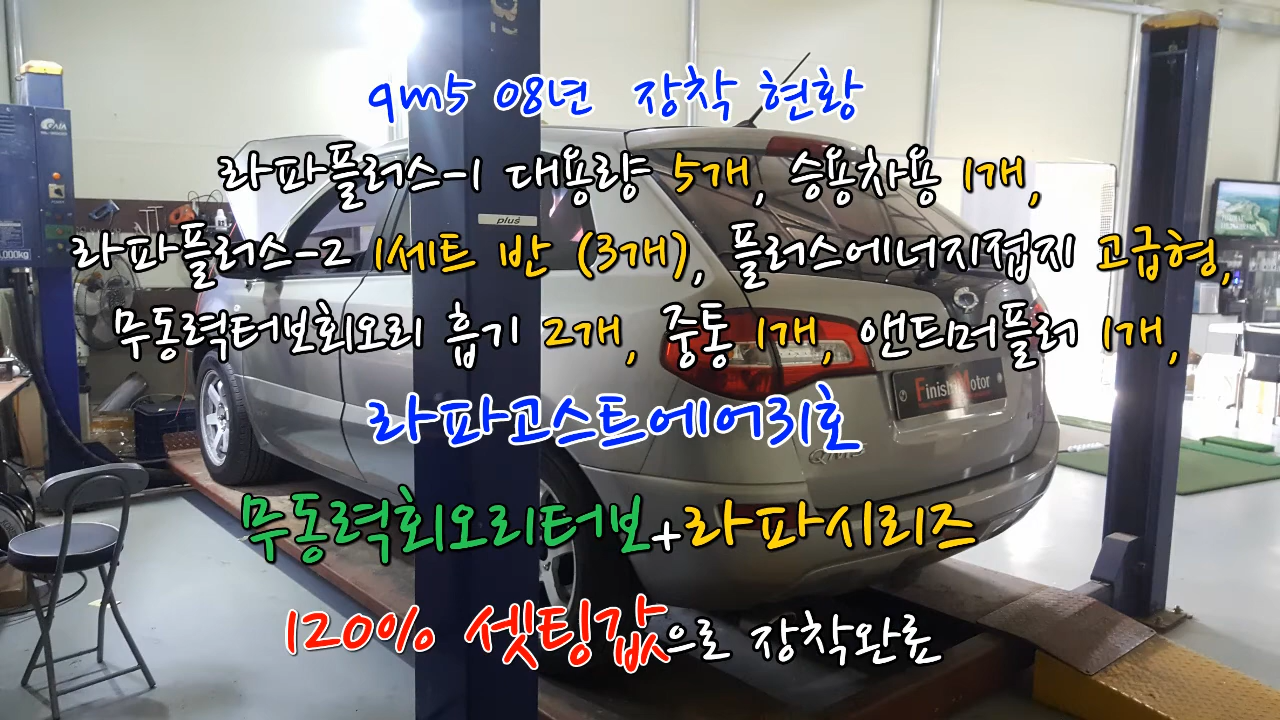 qm5 08년 장착 현황
라파플러스-1 대용량 5개, 승용차용 1개,
라파플러스-2 1세트 반 (3개), 플러스에너지접지 고급형,
무동력터보회오리 흡기 2개, 중통 1개, 앤드머플러 1개,
라파고스트에어31호
무동력회오리터보+라파시리즈
120% 셋팅값으로 장착완료
plus
Finish Motor
QM5
,000kg